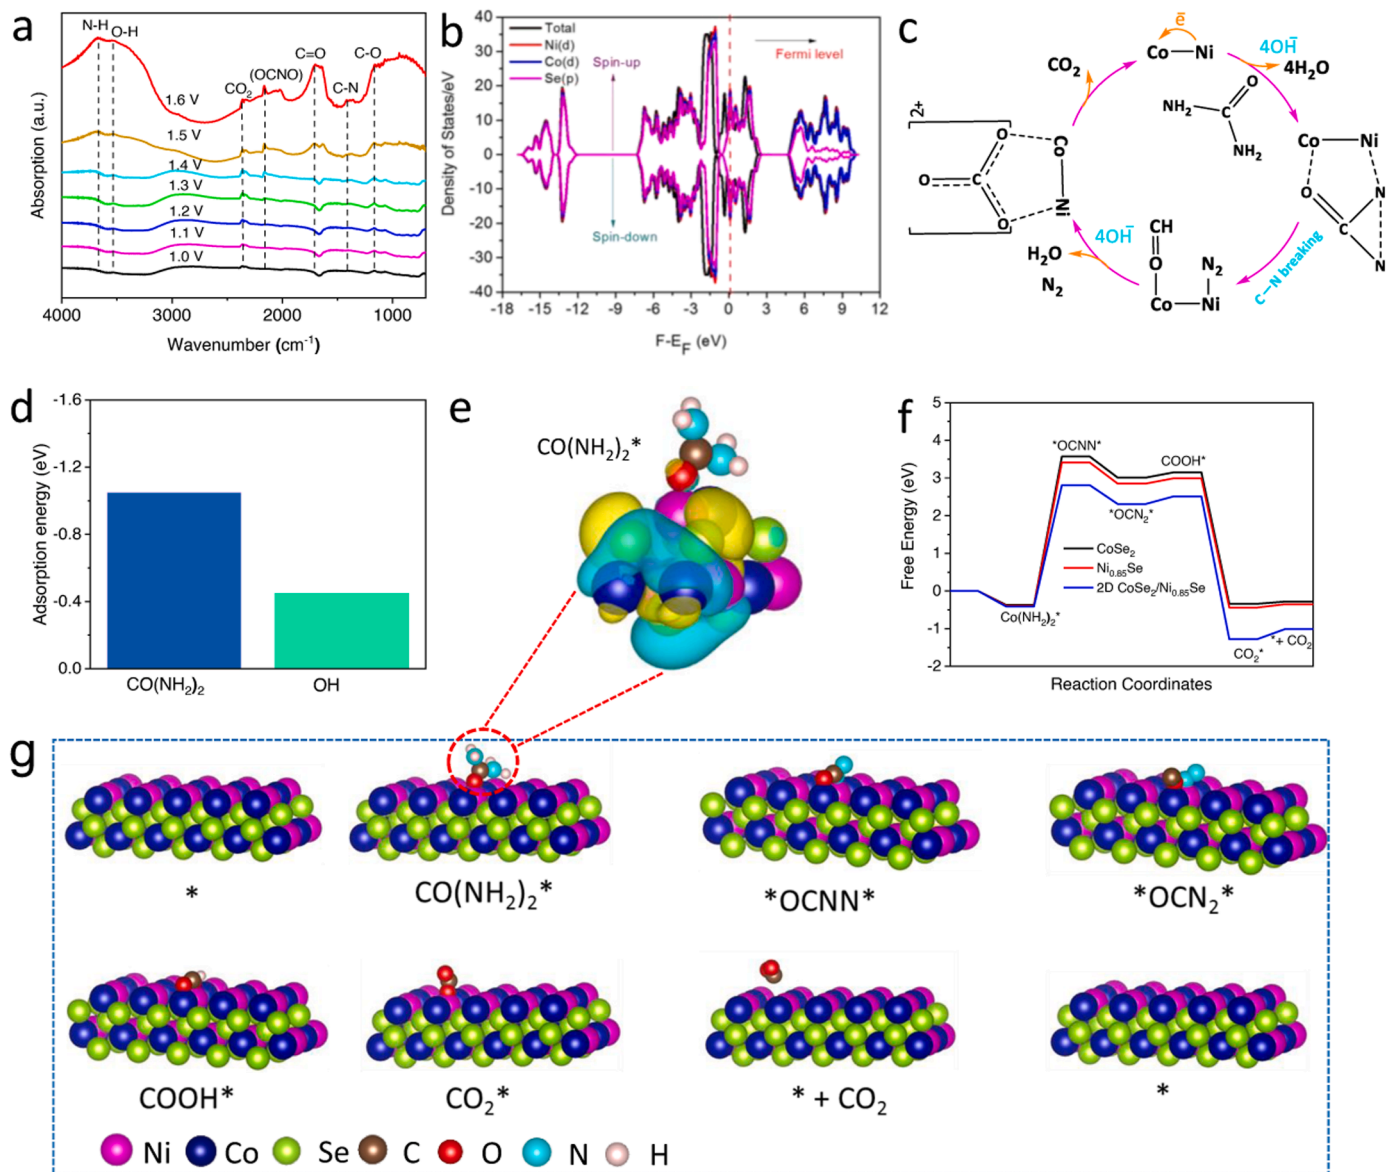 a
N-H
O-H
C=O
C-O
CO2
(OCNO)
C-N
1.6 V
1.5 V
1.4 V
1.3 V
1.2 V
1.1 V
1.0 V
Absorption (a.u.)
4000 3000 2000 1000
Wavenumber (cm⁻¹)
b
Total
Ni(d)
Co(d)
Se(p)
Spin-up
Fermi level
Spin-down
Density of States/eV
40
30
20
10
0
-10
-20
-30
-40
-18 -15 -12 -9 -6 -3 0 3 6 9 12
F-EF (eV)
c
e̅
Co—Ni
4OH̅
4H2O
CO2
NH2
O
NH2
2+
O
O
C
O
Co
Ni
Co
Ni
O
N
C
N
C—N breaking
4OH̅
H2O
N2
CH
O
N2
Co
Ni
d
-1.6
-1.2
-0.8
-0.4
0.0
Adsorption energy (eV)
CO(NH2)2
OH
e
CO(NH2)2*
f
5
4
3
2
1
0
-1
-2
Free Energy (eV)
*OCNN*
COOH*
*OCN2*
CoSe2
Ni0.85Se
2D CoSe2/Ni0.85Se
Co(NH2)2*
CO2*
*+ CO2
Reaction Coordinates
g
*
CO(NH2)2*
*OCNN*
*OCN2*
COOH*
CO2*
* + CO2
*
Ni Co Se C O N H